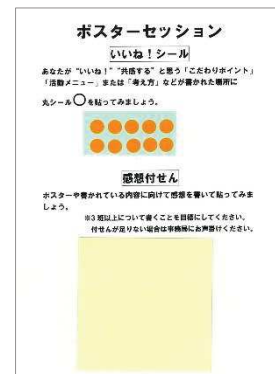 ポスターセッション
いいね！シール
あなたが“いいね！”“共感する”と思う「こだわりポイント」
「活動メニュー」または「考え方」などが書かれた場所に
丸シール◯を貼ってみましょう。
感想付せん
ポスターや書かれている内容に向けて感想を書いて貼ってみま
しょう。
※3 班以上について書くことを目標にしてください。
付せんが足りない場合は事務局にお声掛けください。